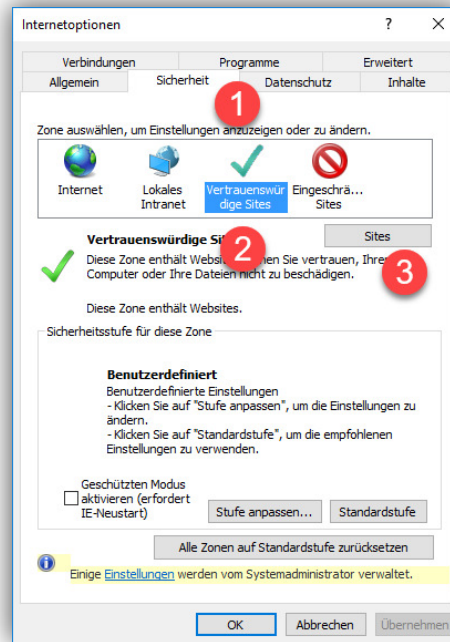 Internetoptionen ? ×
Verbindungen Programme Erweitert
Allgemein Sicherheit Datenschutz Inhalte
1
Zone auswählen, um Einstellungen anzuzeigen oder zu ändern.
Internet
Lokales
Intranet
Vertrauenswür
dige Sites
Eingeschrä...
Sites
Vertrauenswürdige
2
Sites
3
Diese Zone enthält Sie vertrauen,
Computer oder Ihre Dateien nicht zu beschädigen.
Diese Zone enthält Websites.
Sicherheitsstufe für diese Zone
Benutzerdefiniert
Benutzerdefinierte Einstellungen
- Klicken Sie auf "Stufe anpassen", um die Einstellungen zu
ändern.
- Klicken Sie auf "Standardstufe", um die empfohlenen
Einstellungen zu verwenden.
Geschützten Modus
aktivieren (erfordert
IE-Neustart)
Stufe anpassen... Standardstufe
Alle Zonen auf Standardstufe zurücksetzen
Einige Einstellungen werden vom Systemadministrator verwaltet.
OK Abbrechen Übernehmen